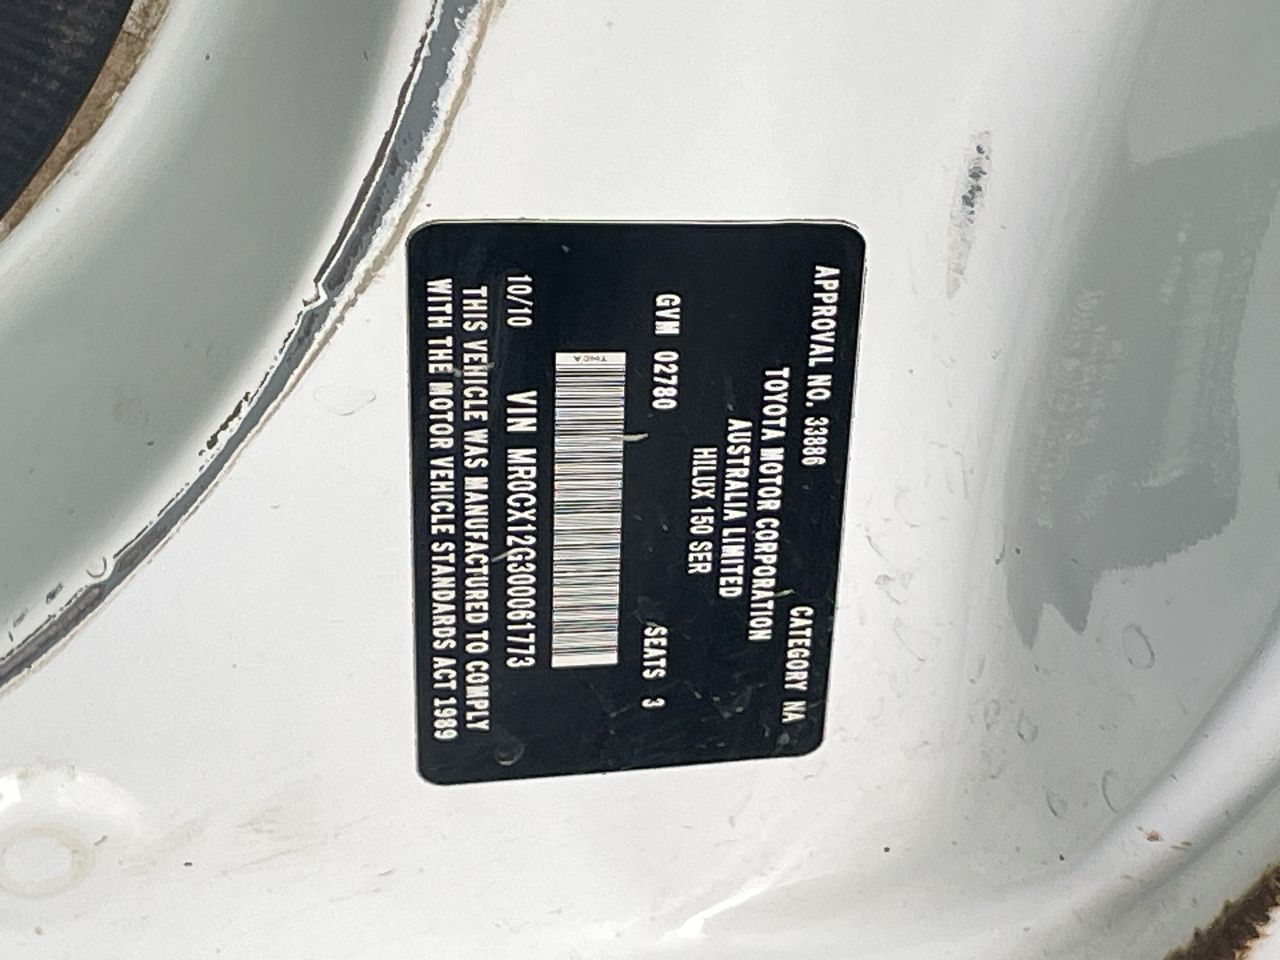 APPROVAL NO. 33886 CATEGORY NA
TOYOTA MOTOR CORPORATION
AUSTRALIA LIMITED
HILUX 150 SER
GVM 02780 SEATS 3
TMCA
10/10 VIN MR0CX12G300061773
THIS VEHICLE WAS MANUFACTURED TO COMPLY
WITH THE MOTOR VEHICLE STANDARDS ACT 1989